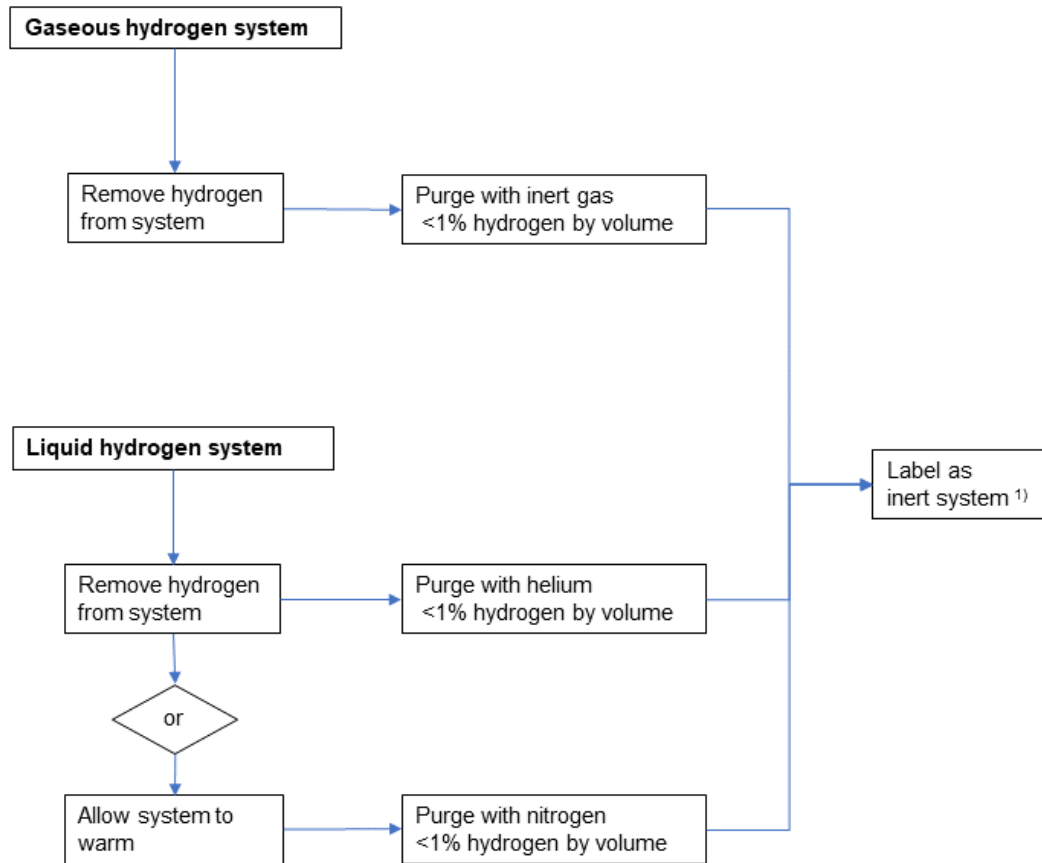 Gaseous hydrogen system
Remove hydrogen
from system
Purge with inert gas
<1% hydrogen by volume
Liquid hydrogen system
Label as
inert system ¹⁾
Remove hydrogen
from system
Purge with helium
<1% hydrogen by volume
or
Allow system to
warm
Purge with nitrogen
<1% hydrogen by volume